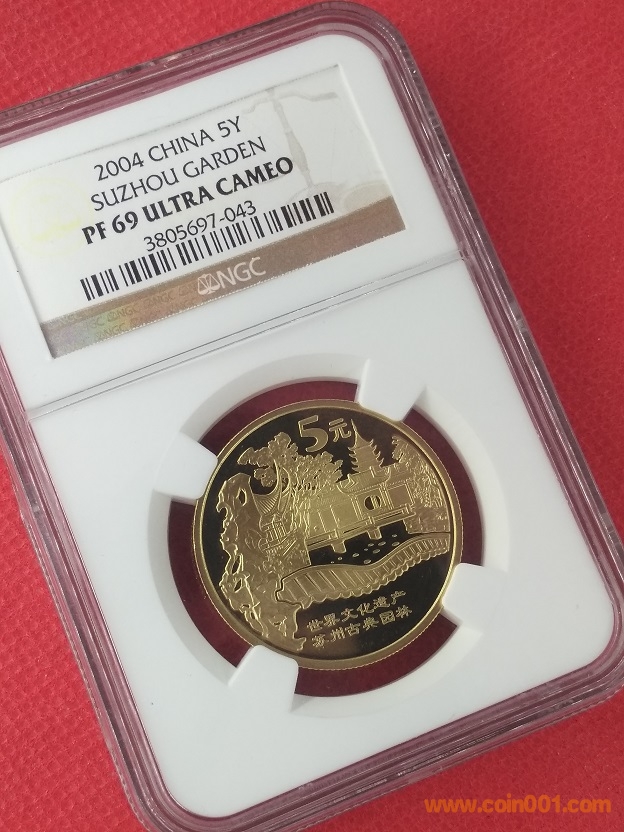 2004 CHINA 5Y
SUZHOU GARDEN
PF 69 ULTRA CAMEO
3805697-043
NGC
5元
世界文化遗产
苏州古典园林
www.coin001.com